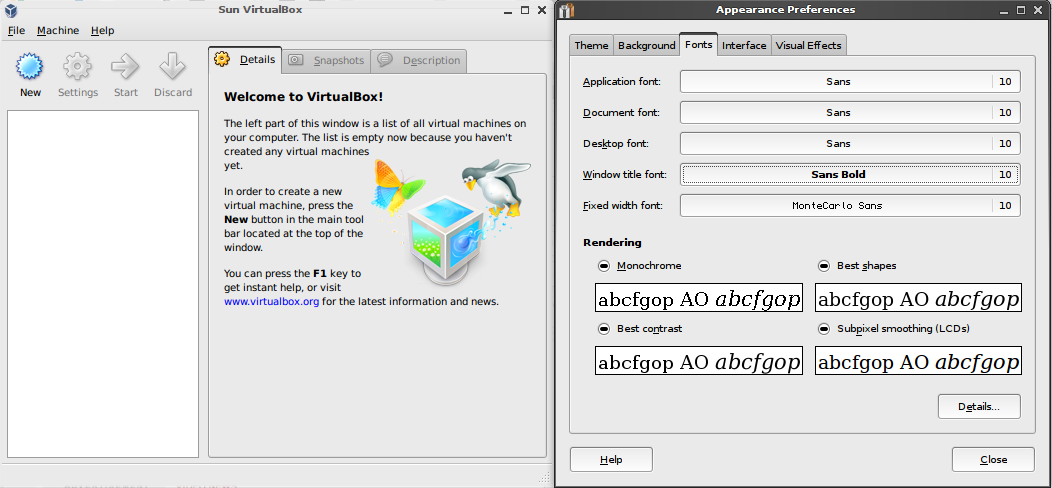 Sun VirtualBox
File Machine Help
New Settings Start Discard
Details Snapshots Description
Welcome to VirtualBox!
The left part of this window is a list of all virtual machines on
your computer. The list is empty now because you haven't
created any virtual machines
yet.
In order to create a new
virtual machine, press the
New button in the main tool
bar located at the top of the
window.
You can press the F1 key to
get instant help, or visit
www.virtualbox.org for the latest information and news.
Appearance Preferences
Theme Background Fonts Interface Visual Effects
Application font: Sans 10
Document font: Sans 10
Desktop font: Sans 10
Window title font: Sans Bold 10
Fixed width font: MonteCarlo Sans 10
Rendering
Monochrome Best shapes
abcfgop AO abcfgop abcfgop AO abcfgop
Best contrast Subpixel smoothing (LCDs)
abcfgop AO abcfgop abcfgop AO abcfgop
Details...
Help Close